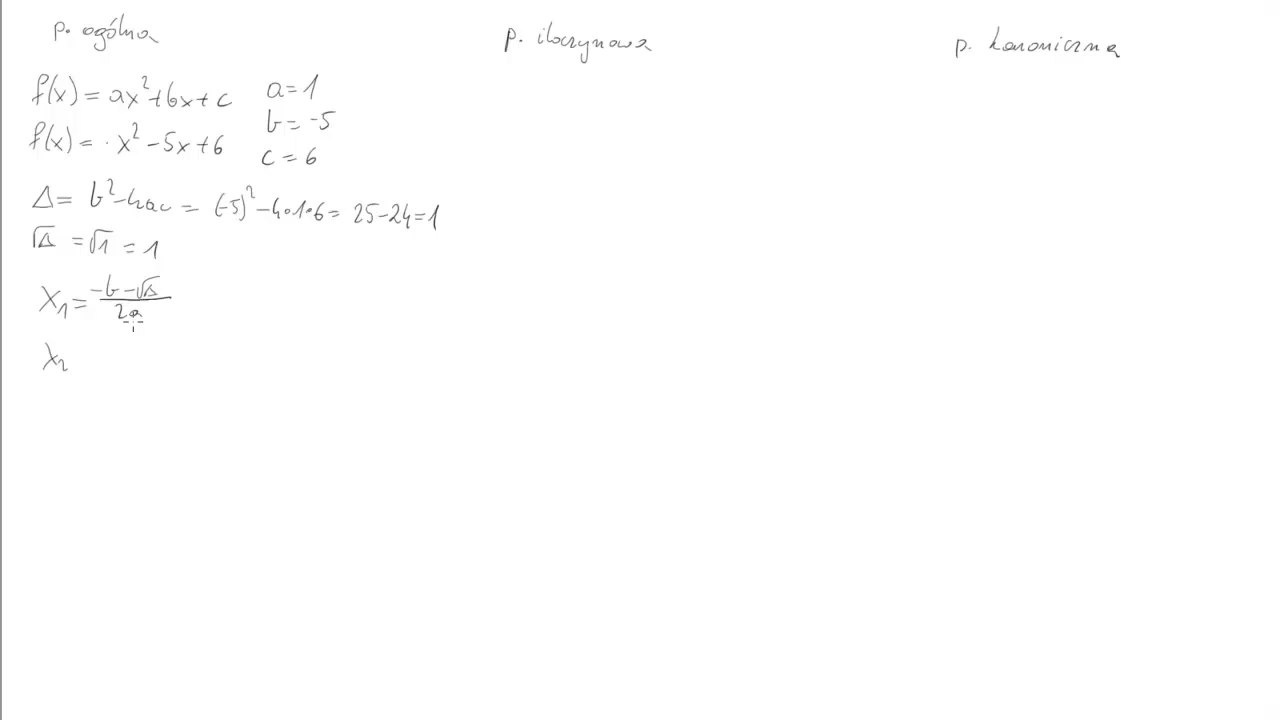 p. ogólna
p. iloczynowa
p. kanoniczna
f(x) = ax²+bx+c
a=1
b=-5
f(x) = x²-5x+6
c=6
Δ= b²-4ac = (-5)²-4•1•6= 25-24=1
√Δ = √1 = 1
x₁= (-b-√Δ)/2a
x₂